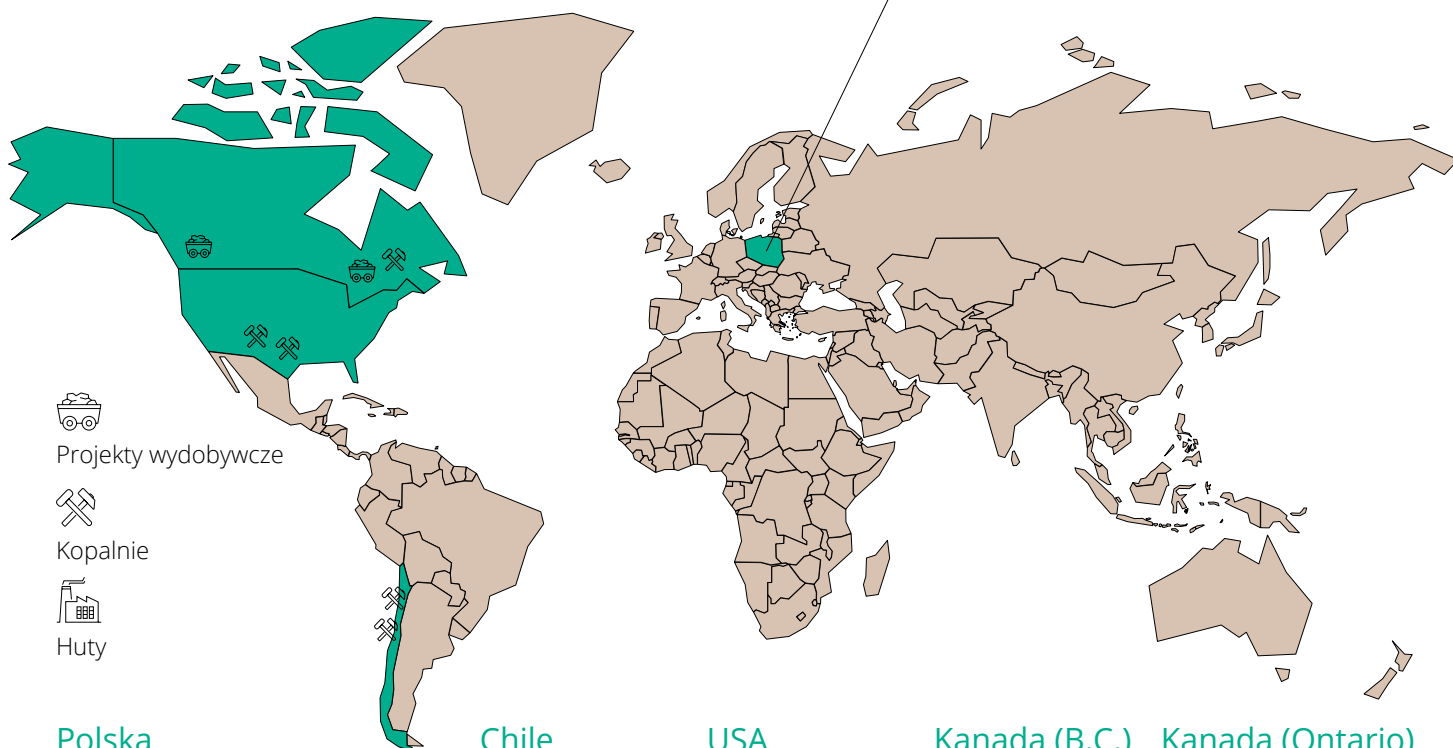 Projekty wydobywcze
Kopalnie
Huty
Polska
Chile
USA
Kanada (B.C.)
Kanada (Ontario)